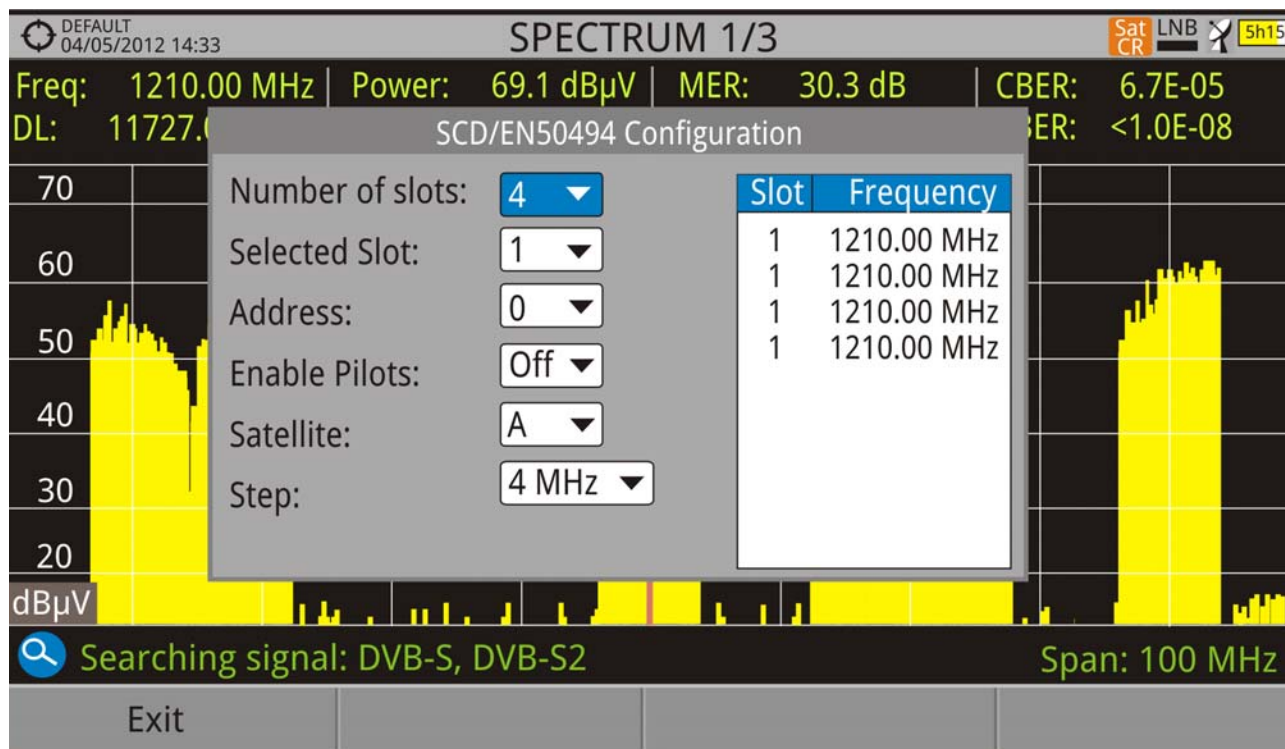 DEFAULT
04/05/2012 14:33
SPECTRUM 1/3
Sat
CR
LNB
5h15
Freq: 1210.00 MHz Power: 69.1 dBµV MER: 30.3 dB CBER: 6.7E-05
DL: 11727. BER: <1.0E-08
SCD/EN50494 Configuration
Number of slots: 4
Selected Slot: 1
Address: 0
Enable Pilots: Off
Satellite: A
Step: 4 MHz
Slot Frequency
1 1210.00 MHz
1 1210.00 MHz
1 1210.00 MHz
1 1210.00 MHz
70
60
50
40
30
20
dBµV
Searching signal: DVB-S, DVB-S2
Span: 100 MHz
Exit